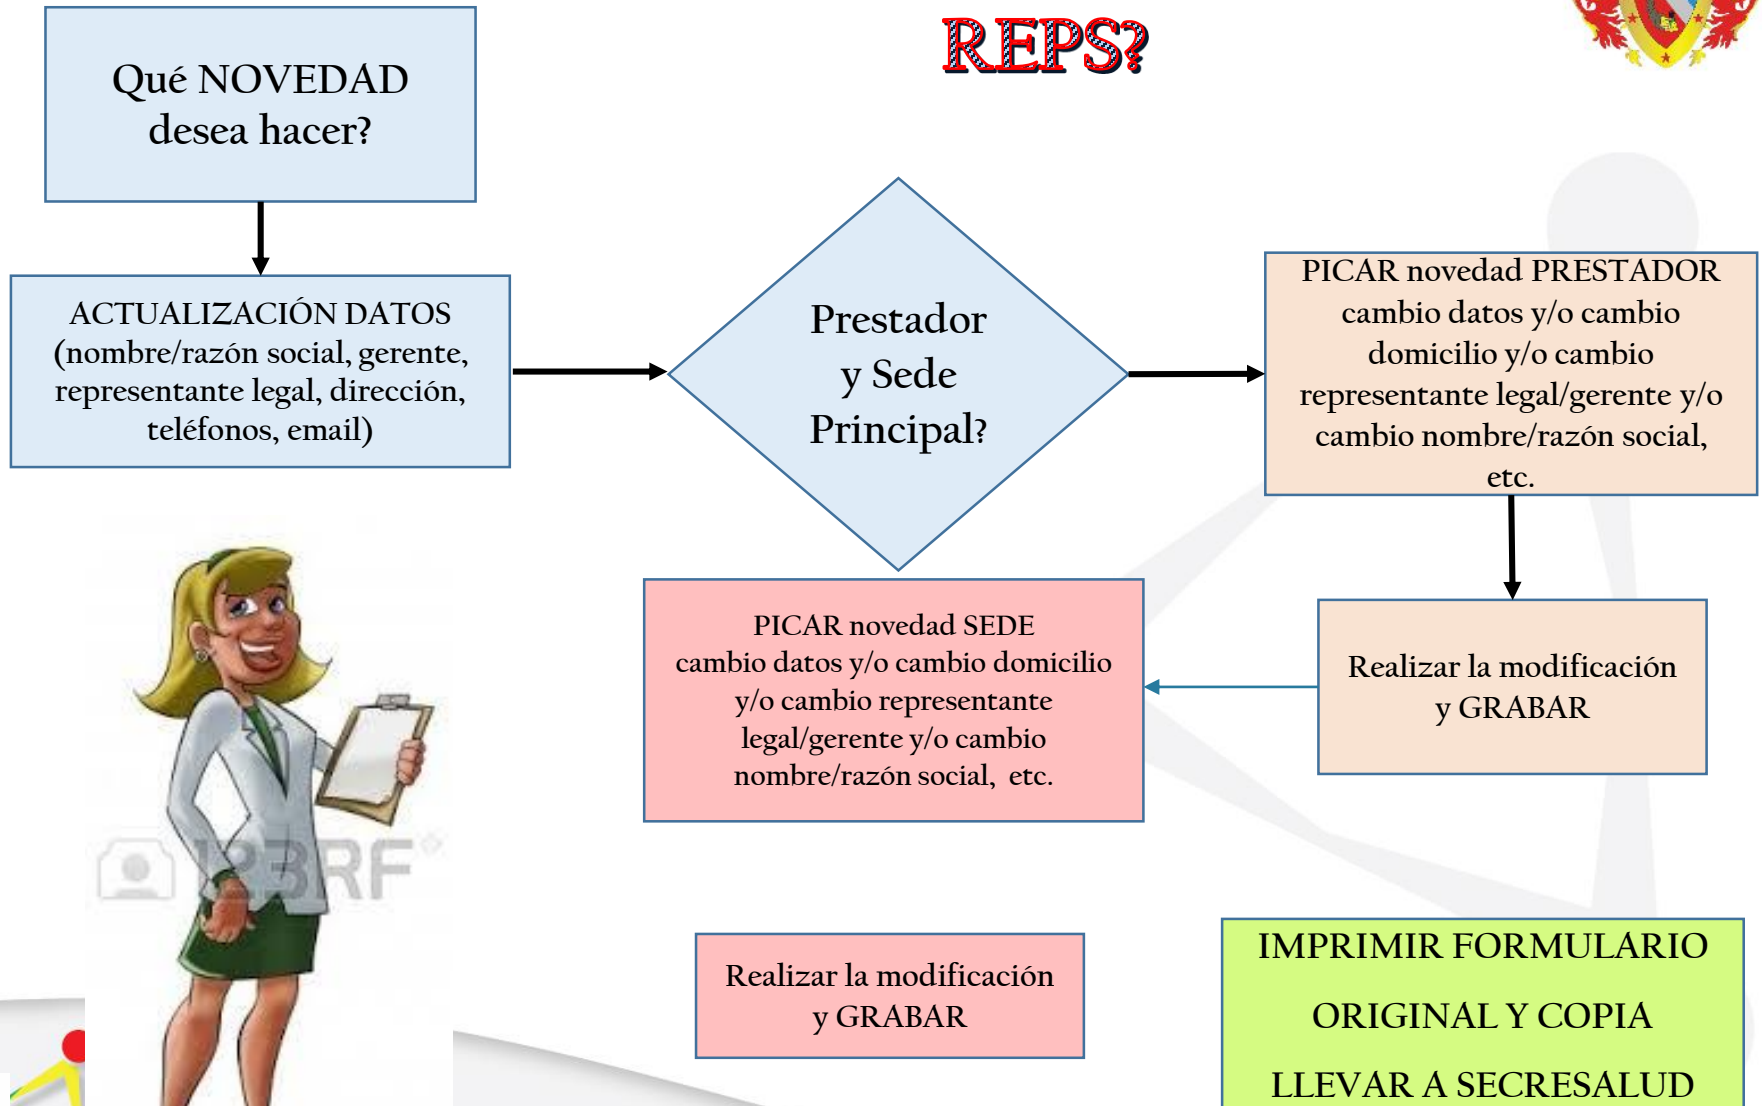 REPS?
Qué NOVEDAD
desea hacer?
ACTUALIZACIÓN DATOS
(nombre/razón social, gerente,
representante legal, dirección,
teléfonos, email)
Prestador
y Sede
Principal?
PICAR novedad PRESTADOR
cambio datos y/o cambio
domicilio y/o cambio
representante legal/gerente y/o
cambio nombre/razón social,
etc.
Realizar la modificación
y GRABAR
PICAR novedad SEDE
cambio datos y/o cambio domicilio
y/o cambio representante
legal/gerente y/o cambio
nombre/razón social, etc.
Realizar la modificación
y GRABAR
IMPRIMIR FORMULARIO
ORIGINAL Y COPIA
LLEVAR A SECRESALUD
123RF